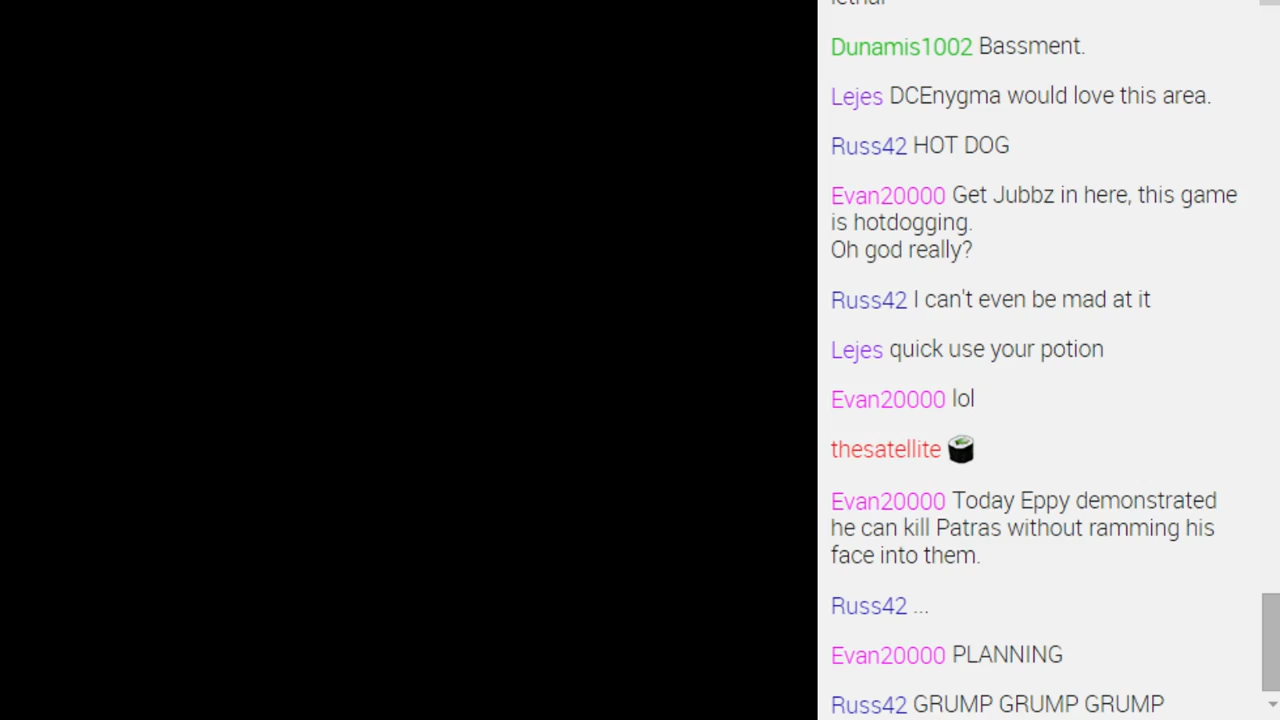 lethal
Dunamis1002 Bassment.
Lejes DCEnygma would love this area.
Russ42 HOT DOG
Evan20000 Get Jubbz in here, this game
is hotdogging.
Oh god really?
Russ42 I can't even be mad at it
Lejes quick use your potion
Evan20000 lol
thesatellite
Evan20000 Today Eppy demonstrated
he can kill Patras without ramming his
face into them.
Russ42 ...
Evan20000 PLANNING
Russ42 GRUMP GRUMP GRUMP